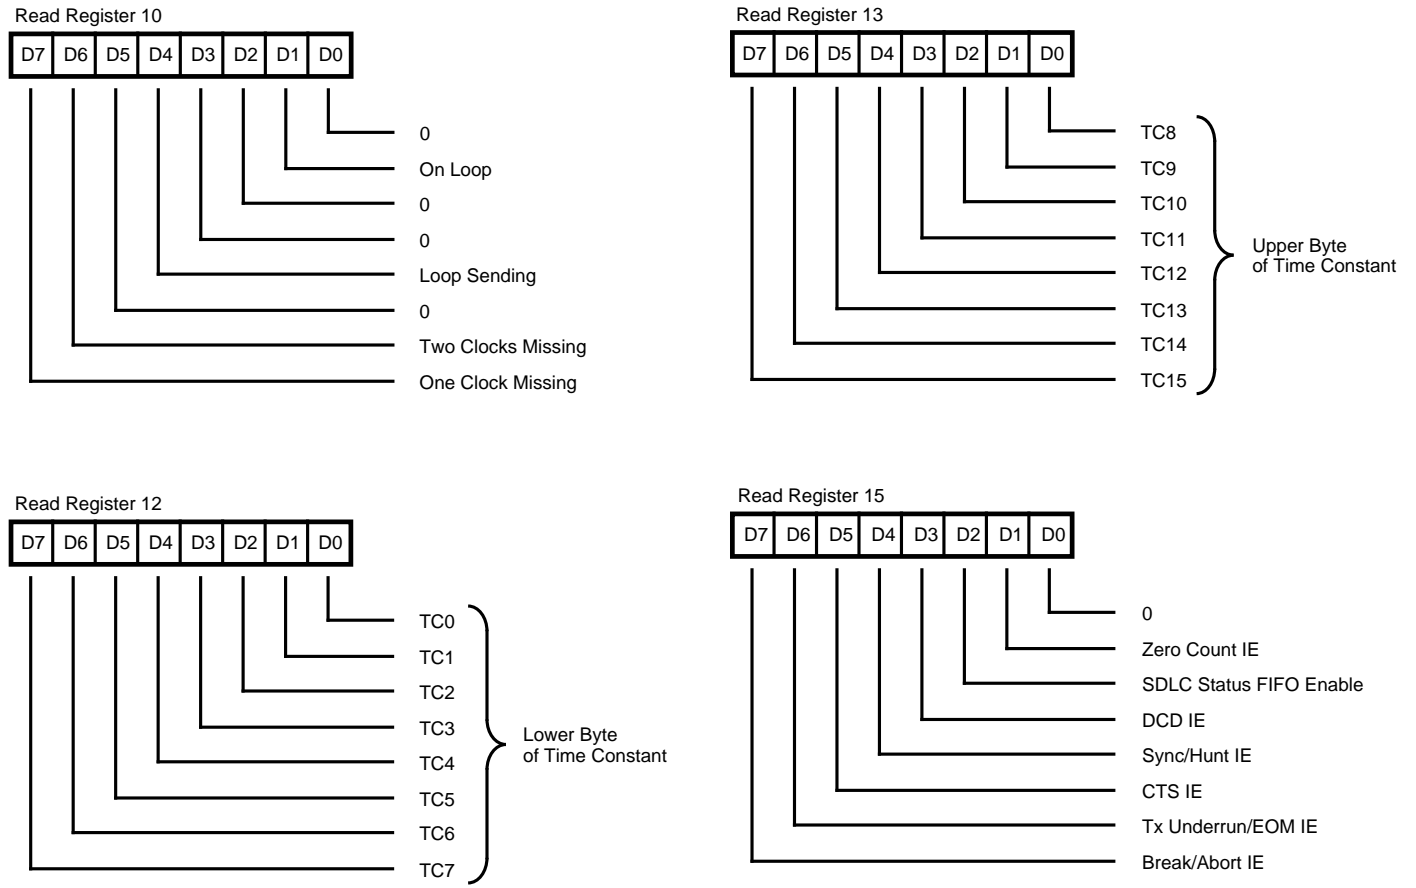 Read Register 10
D7 D6 D5 D4 D3 D2 D1 D0
0
On Loop
0
0
Loop Sending
0
Two Clocks Missing
One Clock Missing
Read Register 13
D7 D6 D5 D4 D3 D2 D1 D0
TC8
TC9
TC10
TC11
TC12
TC13
TC14
TC15
Upper Byte
of Time Constant
Read Register 12
D7 D6 D5 D4 D3 D2 D1 D0
TC0
TC1
TC2
TC3
TC4
TC5
TC6
TC7
Lower Byte
of Time Constant
Read Register 15
D7 D6 D5 D4 D3 D2 D1 D0
0
Zero Count IE
SDLC Status FIFO Enable
DCD IE
Sync/Hunt IE
CTS IE
Tx Underrun/EOM IE
Break/Abort IE